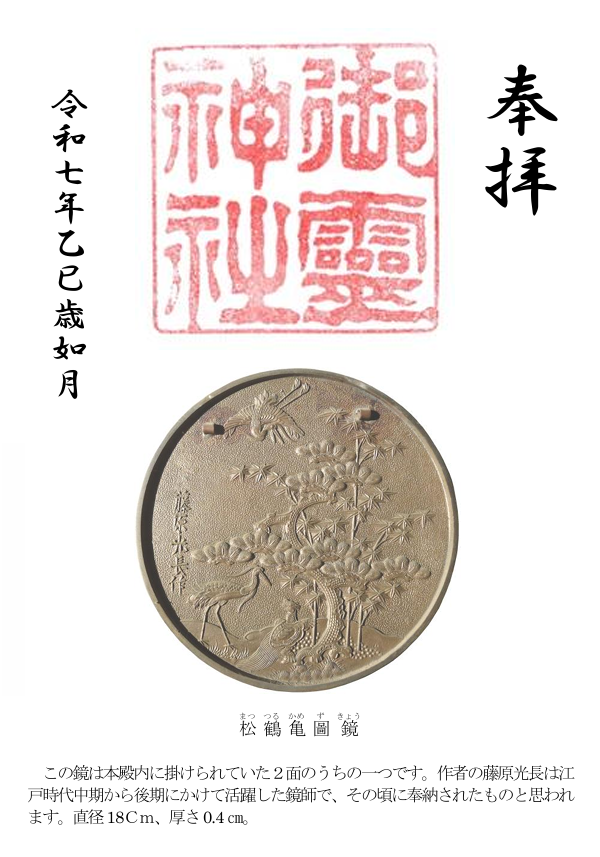 奉拝
御靈
神社
令和七年乙巳歳如月
藤原光長作
まつ つる かめ ず きょう
松鶴亀圖鏡
この鏡は本殿内に掛けられていた2面のうちの一つです。作者の藤原光長は江
戸時代中期から後期にかけて活躍した鏡師で、その頃に奉納されたものと思われ
ます。直径18Cm、厚さ0.4㎝。